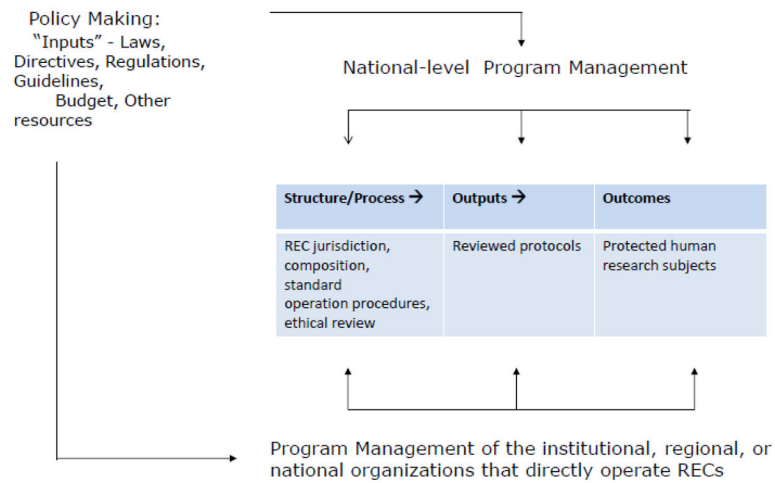 Policy Making:
“Inputs” - Laws,
Directives, Regulations,
Guidelines,
Budget, Other
resources
National-level Program Management
Structure/Process →
Outputs →
Outcomes
REC jurisdiction,
composition,
standard
operation procedures,
ethical review
Reviewed protocols
Protected human
research subjects
Program Management of the institutional, regional, or
national organizations that directly operate RECs